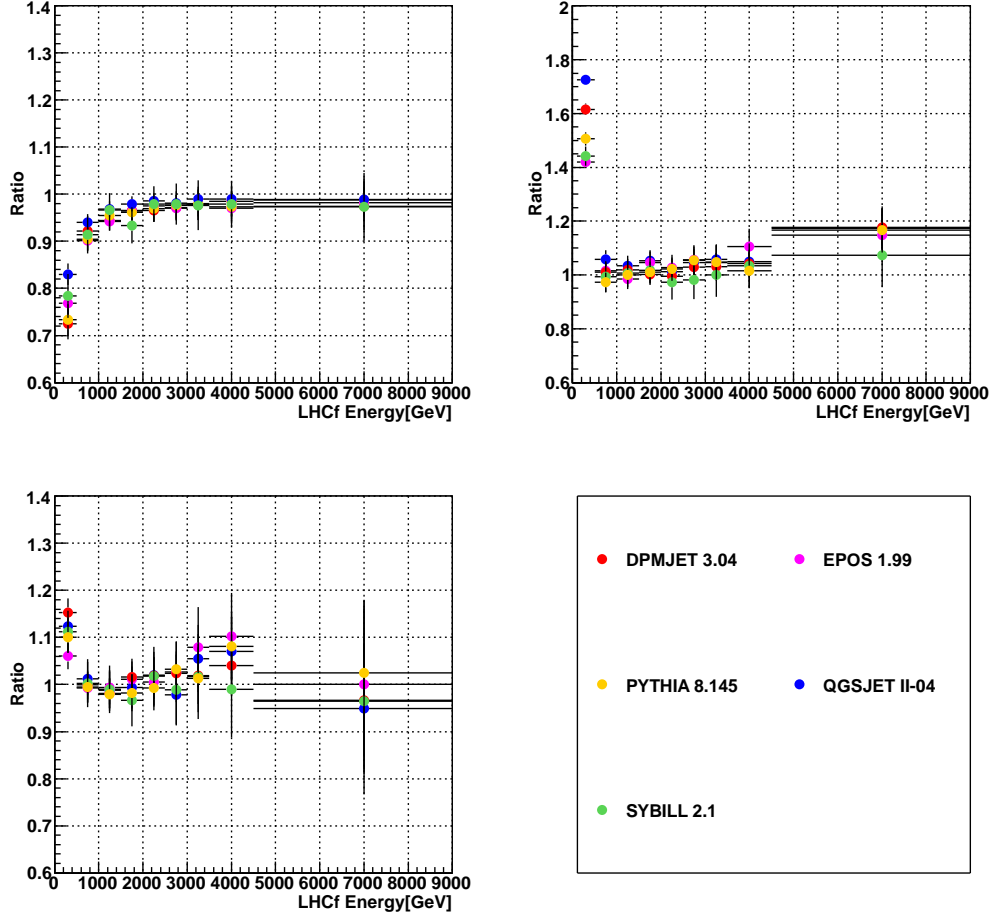 1.4
1.3
1.2
1.1
1
0.9
0.8
0.7
0.6
Ratio
0 1000 2000 3000 4000 5000 6000 7000 8000 9000
LHCf Energy[GeV]
2
1.8
1.6
1.4
1.2
1
0.8
0.6
Ratio
0 1000 2000 3000 4000 5000 6000 7000 8000 9000
LHCf Energy[GeV]
1.4
1.3
1.2
1.1
1
0.9
0.8
0.7
0.6
Ratio
0 1000 2000 3000 4000 5000 6000 7000 8000 9000
LHCf Energy[GeV]
DPMJET 3.04
EPOS 1.99
PYTHIA 8.145
QGSJET II-04
SYBILL 2.1